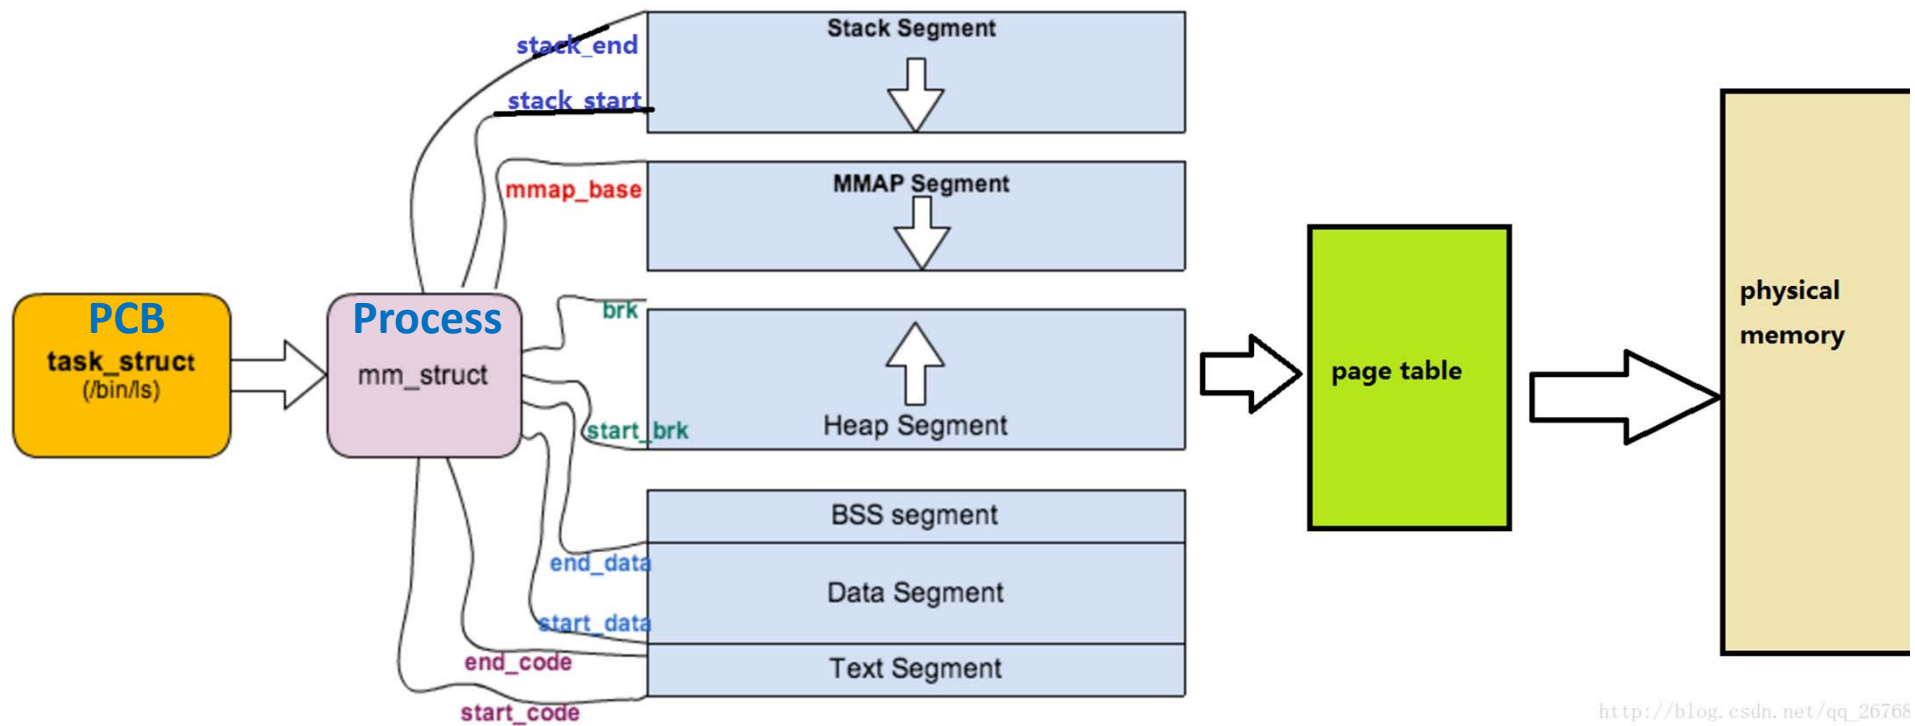 stack_end
Stack Segment
stack_start
mmap_base
MMAP Segment
PCB
task_struct
(/bin/ls)
Process
mm_struct
brk
start_brk
Heap Segment
BSS segment
end_data
Data Segment
start_data
end_code
Text Segment
start_code
page table
physical
memory
http://blog.csdn.net/qq_26768